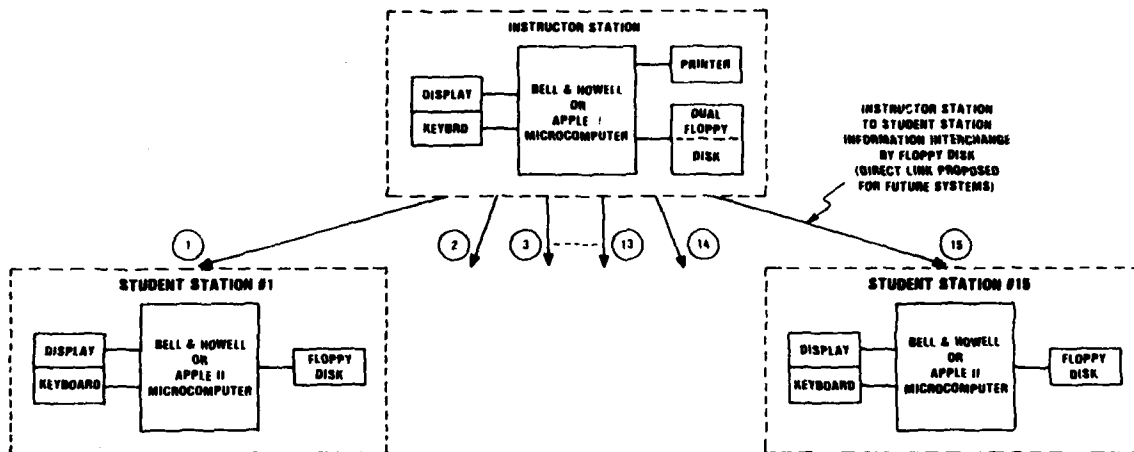 INSTRUCTOR STATION
DISPLAY
KEYBRD
BELL & HOWELL
OR
APPLE I
MICROCOMPUTER
PRINTER
DUAL
FLOPPY
DISK
INSTRUCTOR STATION
TO STUDENT STATION
INFORMATION INTERCHANGE
BY FLOPPY DISK
(DIRECT LINK PROPOSED
FOR FUTURE SYSTEMS)
1
2
3
13
14
15
STUDENT STATION #1
DISPLAY
KEYBOARD
BELL & HOWELL
OR
APPLE II
MICROCOMPUTER
FLOPPY
DISK
STUDENT STATION #15
DISPLAY
KEYBOARD
BELL & HOWELL
OR
APPLE II
MICROCOMPUTER
FLOPPY
DISK